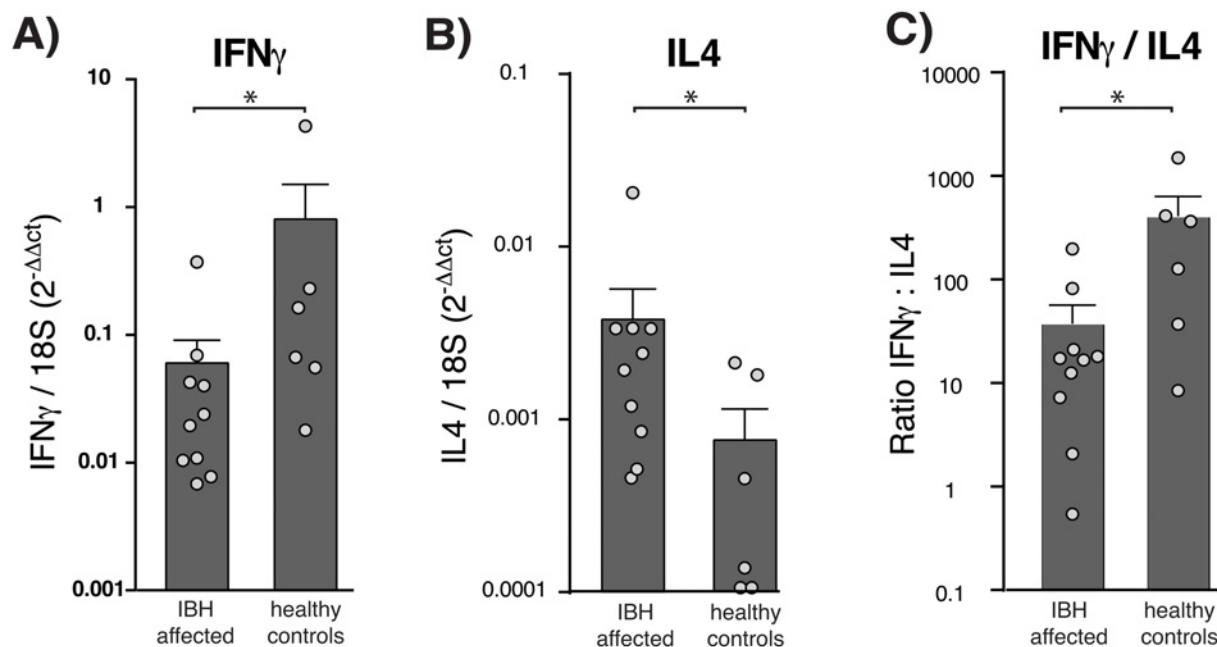 A)
IFNγ
10
1
0.1
0.01
0.001
IFNγ / 18S (2^-ΔΔct)
*
IBH
affected
healthy
controls
B)
IL4
0.1
0.01
0.001
0.0001
IL4 / 18S (2^-ΔΔct)
*
IBH
affected
healthy
controls
C)
IFNγ / IL4
10000
1000
100
10
1
0.1
Ratio IFNγ : IL4
*
IBH
affected
healthy
controls